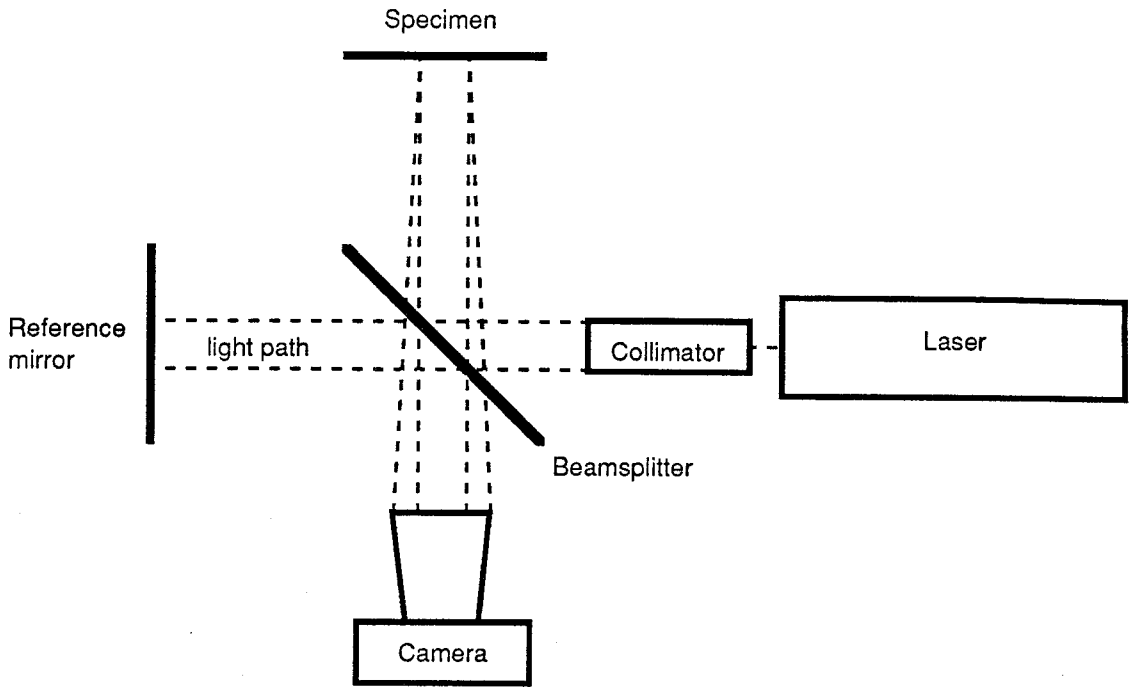 Specimen
Reference
mirror
light path
Collimator
Laser
Beamsplitter
Camera